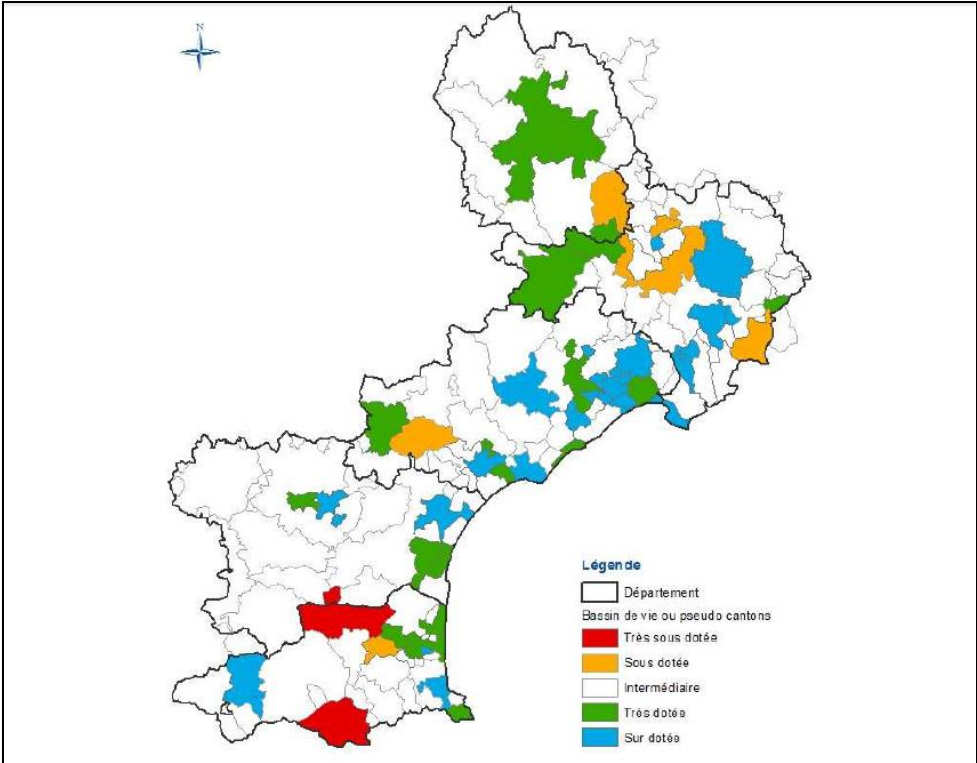 N
Légende
Département
Bassin de vie ou pseudo cantons
Très sous dotée
Sous dotée
Intermédiaire
Très dotée
Sur dotée